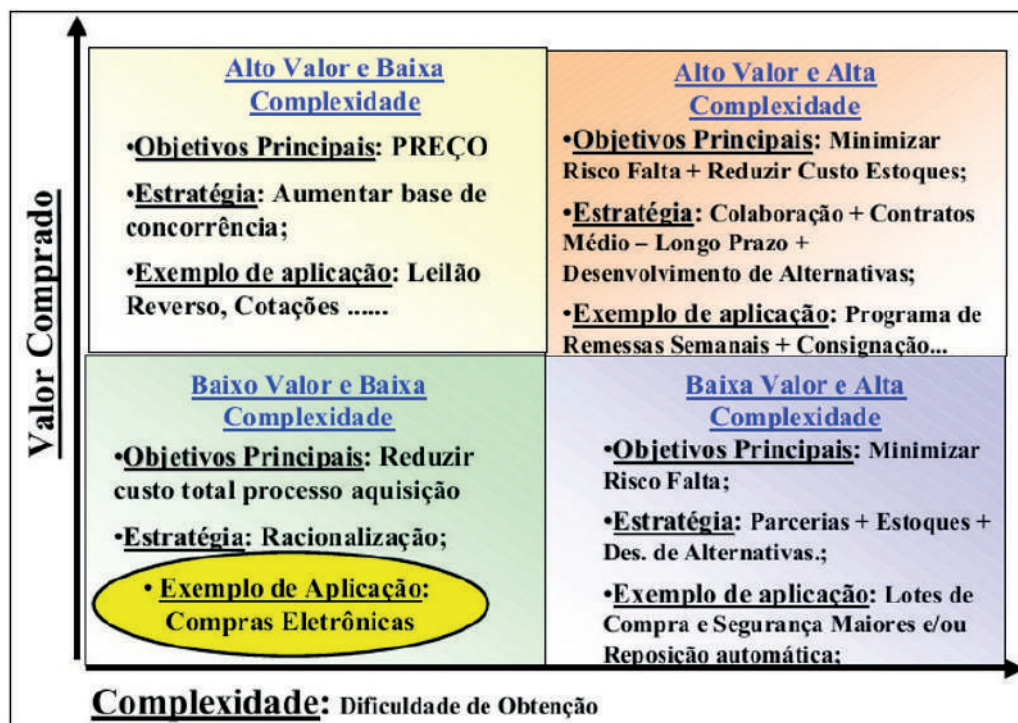 Valor Comprado
Alto Valor e Baixa
Complexidade
•Objetivos Principais: PREÇO
•Estratégia: Aumentar base de
concorrência;
•Exemplo de aplicação: Leilão
Reverso, Cotações ......
Alto Valor e Alta
Complexidade
•Objetivos Principais: Minimizar
Risco Falta + Reduzir Custo Estoques;
•Estratégia: Colaboração + Contratos
Médio – Longo Prazo +
Desenvolvimento de Alternativas;
•Exemplo de aplicação: Programa de
Remessas Semanais + Consignação...
Baixo Valor e Baixa
Complexidade
•Objetivos Principais: Reduzir
custo total processo aquisição
•Estratégia: Racionalização;
• Exemplo de Aplicação:
Compras Eletrônicas
Baixa Valor e Alta
Complexidade
•Objetivos Principais: Minimizar
Risco Falta;
•Estratégia: Parcerias + Estoques +
Des. de Alternativas.;
•Exemplo de aplicação: Lotes de
Compra e Segurança Maiores e/ou
Reposição automática;
Complexidade: Dificuldade de Obtenção